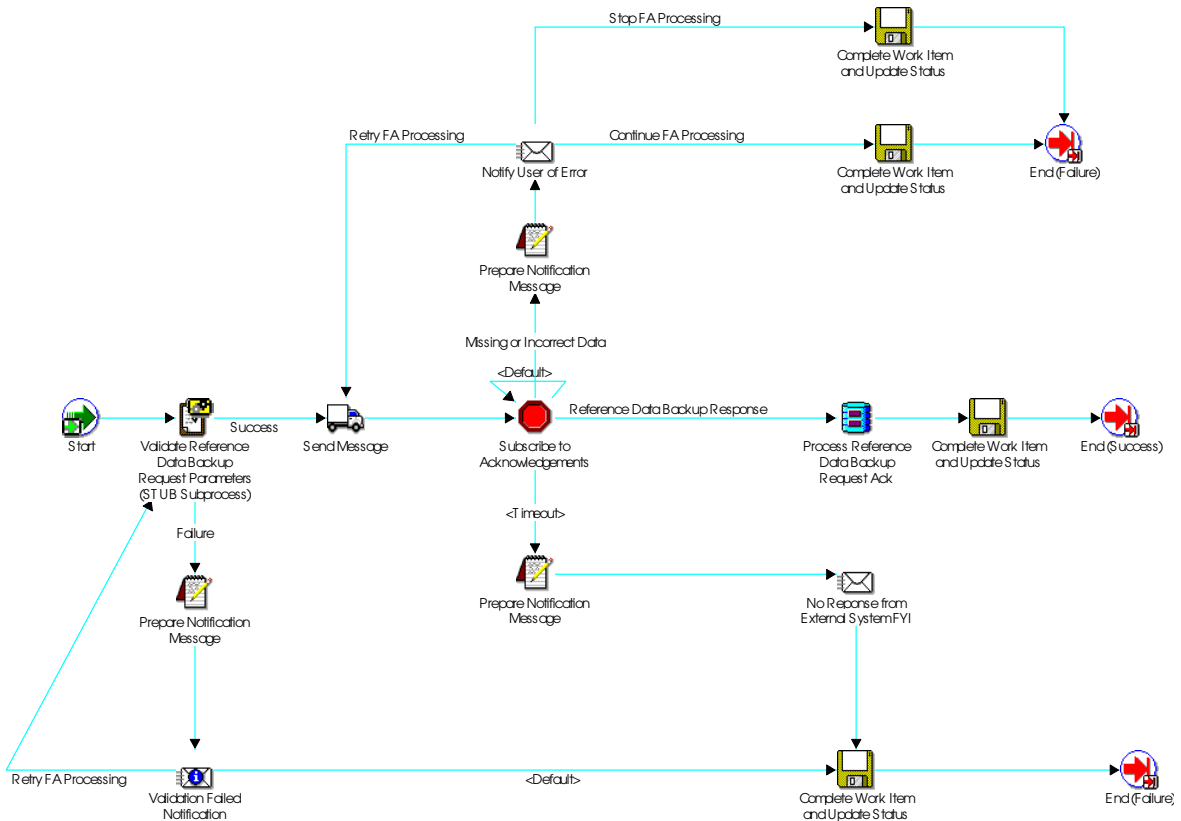 Stop FA Processing
Complete Work Item
and Update Status
Retry FA Processing
Continue FA Processing
Notify User of Error
Complete Work Item
and Update Status
End (Failure)
Prepare Notification
Message
Missing or Incorrect Data
<Default>
Reference Data Backup Response
Success
Start
Validate Reference
Data Backup
Request Parameters
(STUB Subprocess)
Send Message
Subscribe to
Acknowledgements
Process Reference
Data Backup
Request Ack
Complete Work Item
and Update Status
End (Success)
<Timeout>
Failure
Prepare Notification
Message
Prepare Notification
Message
No Reponse from
External System FYI
Retry FA Processing
<Default>
Validation Failed
Notification
Complete Work Item
and Update Status
End (Failure)